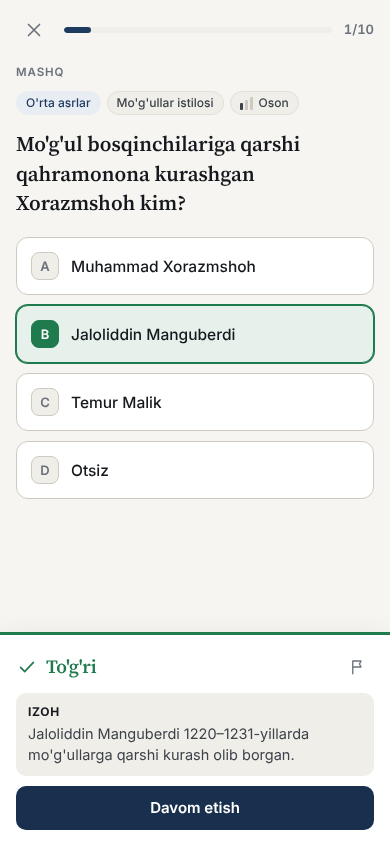 1/10
MASHQ
O'rta asrlar
Mo'g'ullar istilosi
Oson
Mo'g'ul bosqinchilariga qarshi
qahramonona kurashgan
Xorazmshoh kim?
A
Muhammad Xorazmshoh
B
Jaloliddin Manguberdi
C
Temur Malik
D
Otsiz
To'g'ri
IZOH
Jaloliddin Manguberdi 1220–1231-yillarda
mo'g'ullarga qarshi kurash olib borgan.
Davom etish